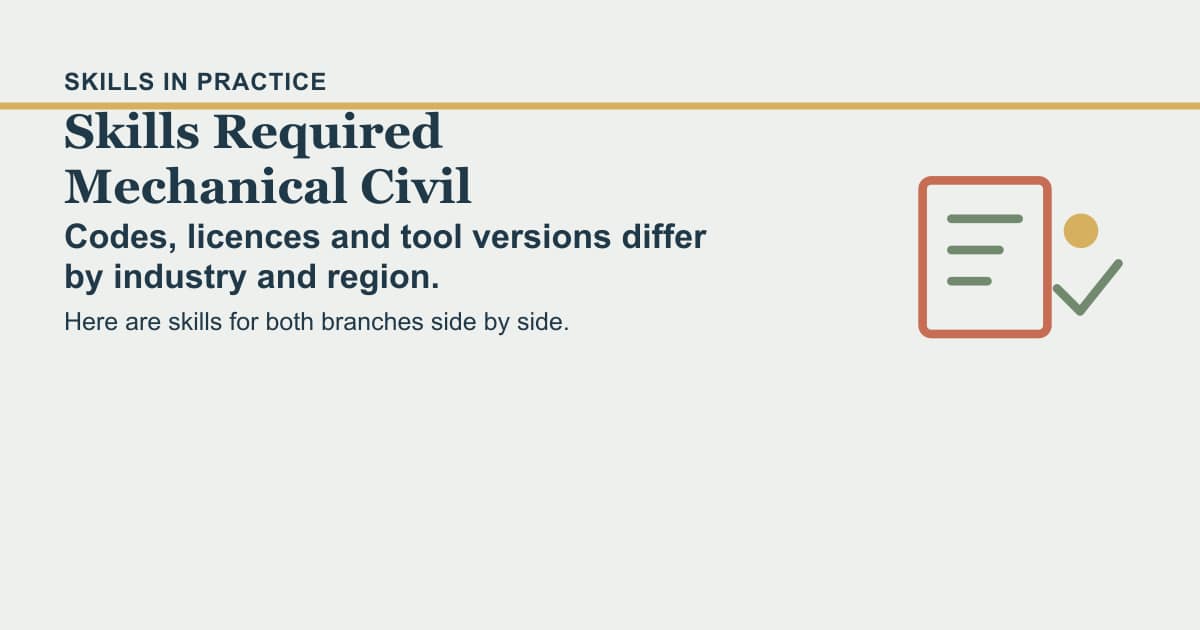 SKILLS IN PRACTICE
Skills Required
Mechanical Civil
Codes, licences and tool versions differ
by industry and region.
Here are skills for both branches side by side.